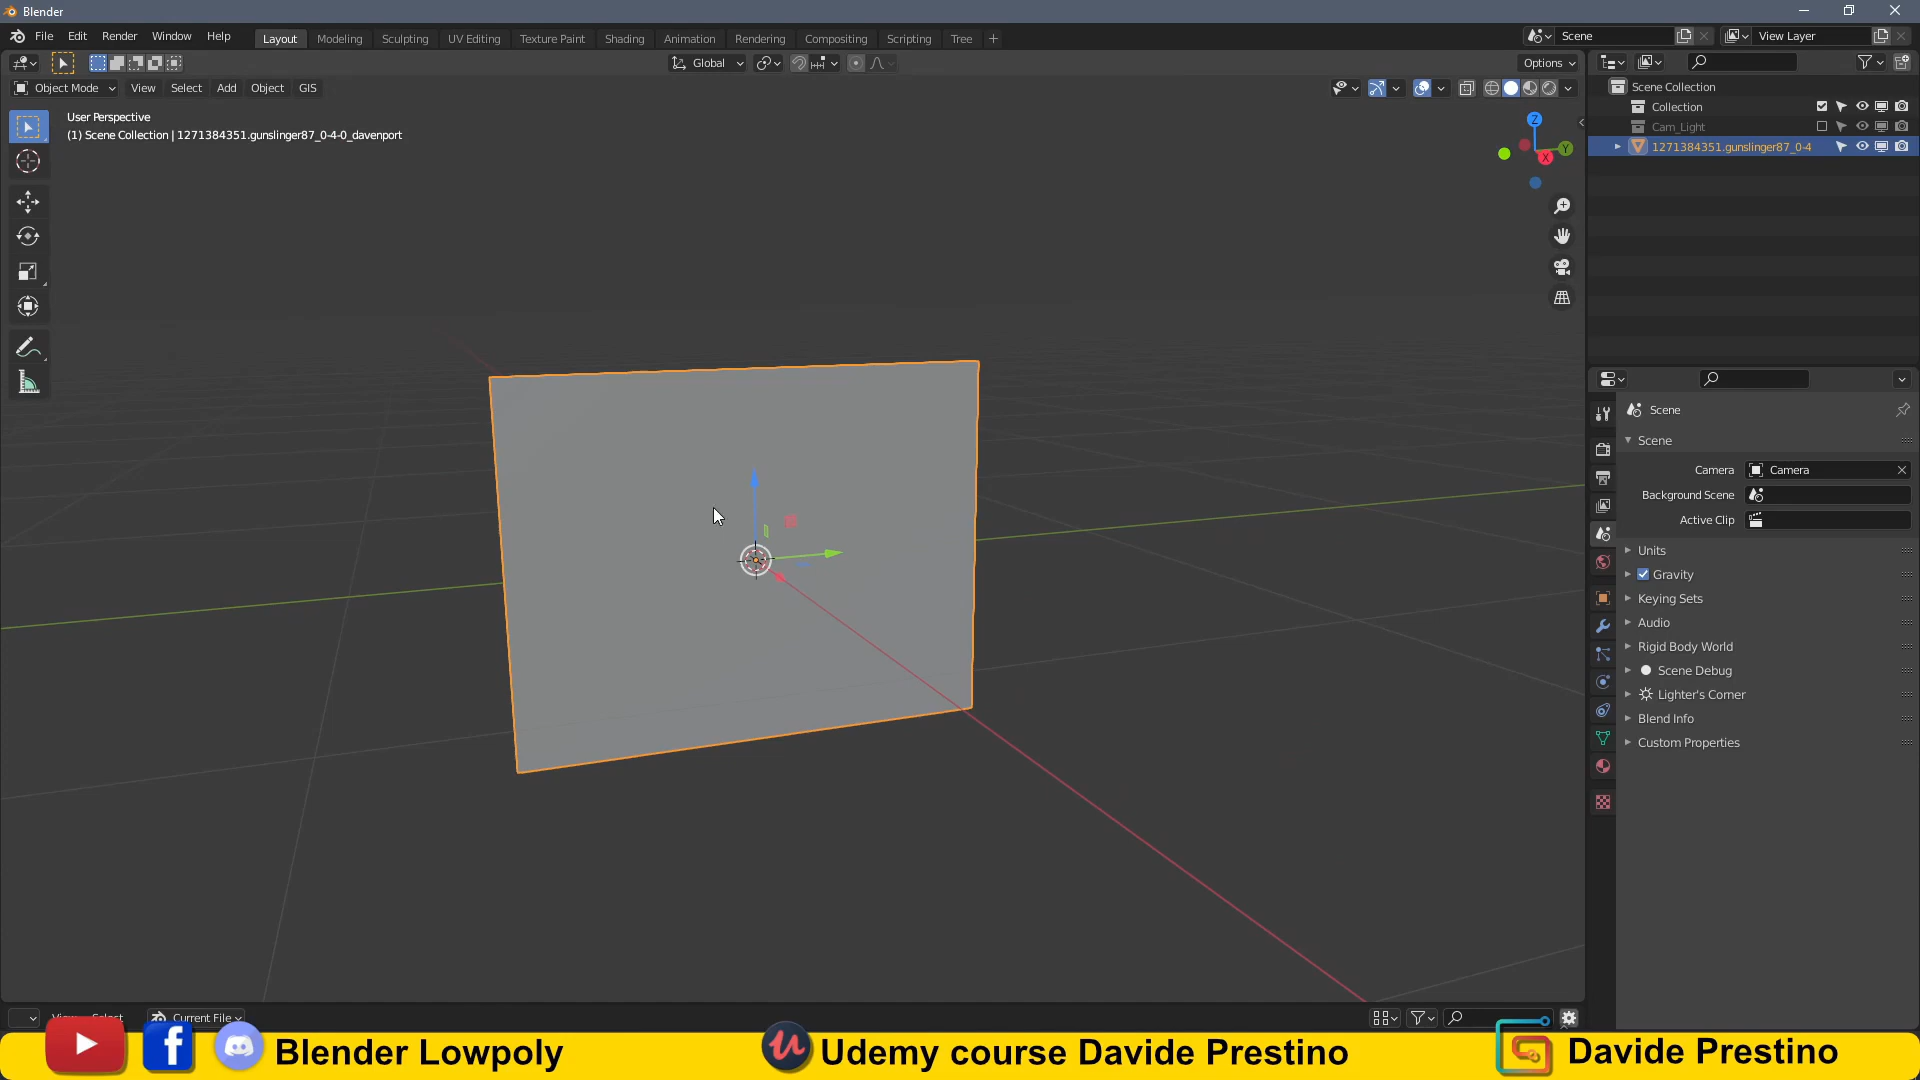 Blender
File Edit Render Window Help
Layout Modeling Sculpting UV Editing Texture Paint Shading Animation Rendering Compositing Scripting Tree +
Scene
View Layer
Global
Options
Object Mode View Select Add Object GIS
User Perspective
(1) Scene Collection | 1271384351.gunslinger87_0-4-0_davenport
Z
Y
X
Scene Collection
Collection
Cam_Light
1271384351.gunslinger87_0-4
Scene
Scene
Camera Camera
Background Scene
Active Clip
Units
Gravity
Keying Sets
Audio
Rigid Body World
Scene Debug
Lighter's Corner
Blend Info
Custom Properties
View Select Current File
Blender Lowpoly
Udemy course Davide Prestino
Davide Prestino